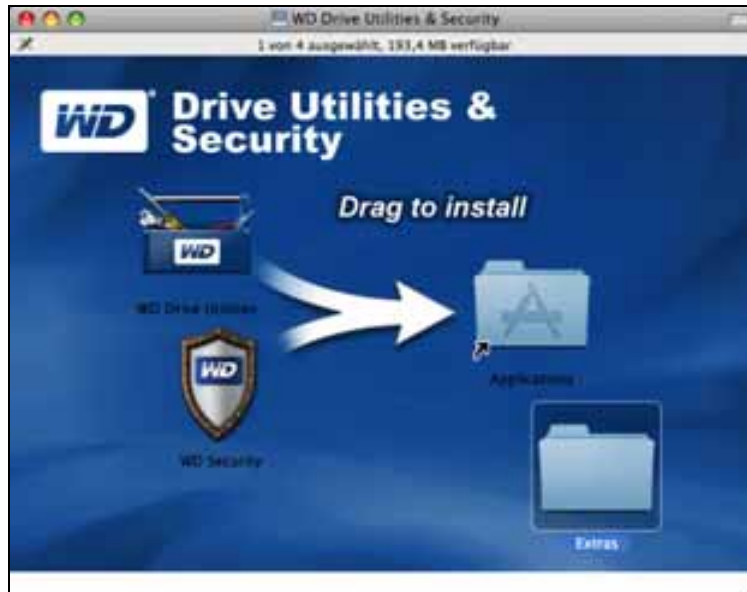 WD Drive Utilities & Security
1 von 4 ausgewählt, 193,4 MB verfügbar
WD® Drive Utilities &
Security
Drag to install
WD
WD Drive Utilities
WD
Applications
WD Security
Extras